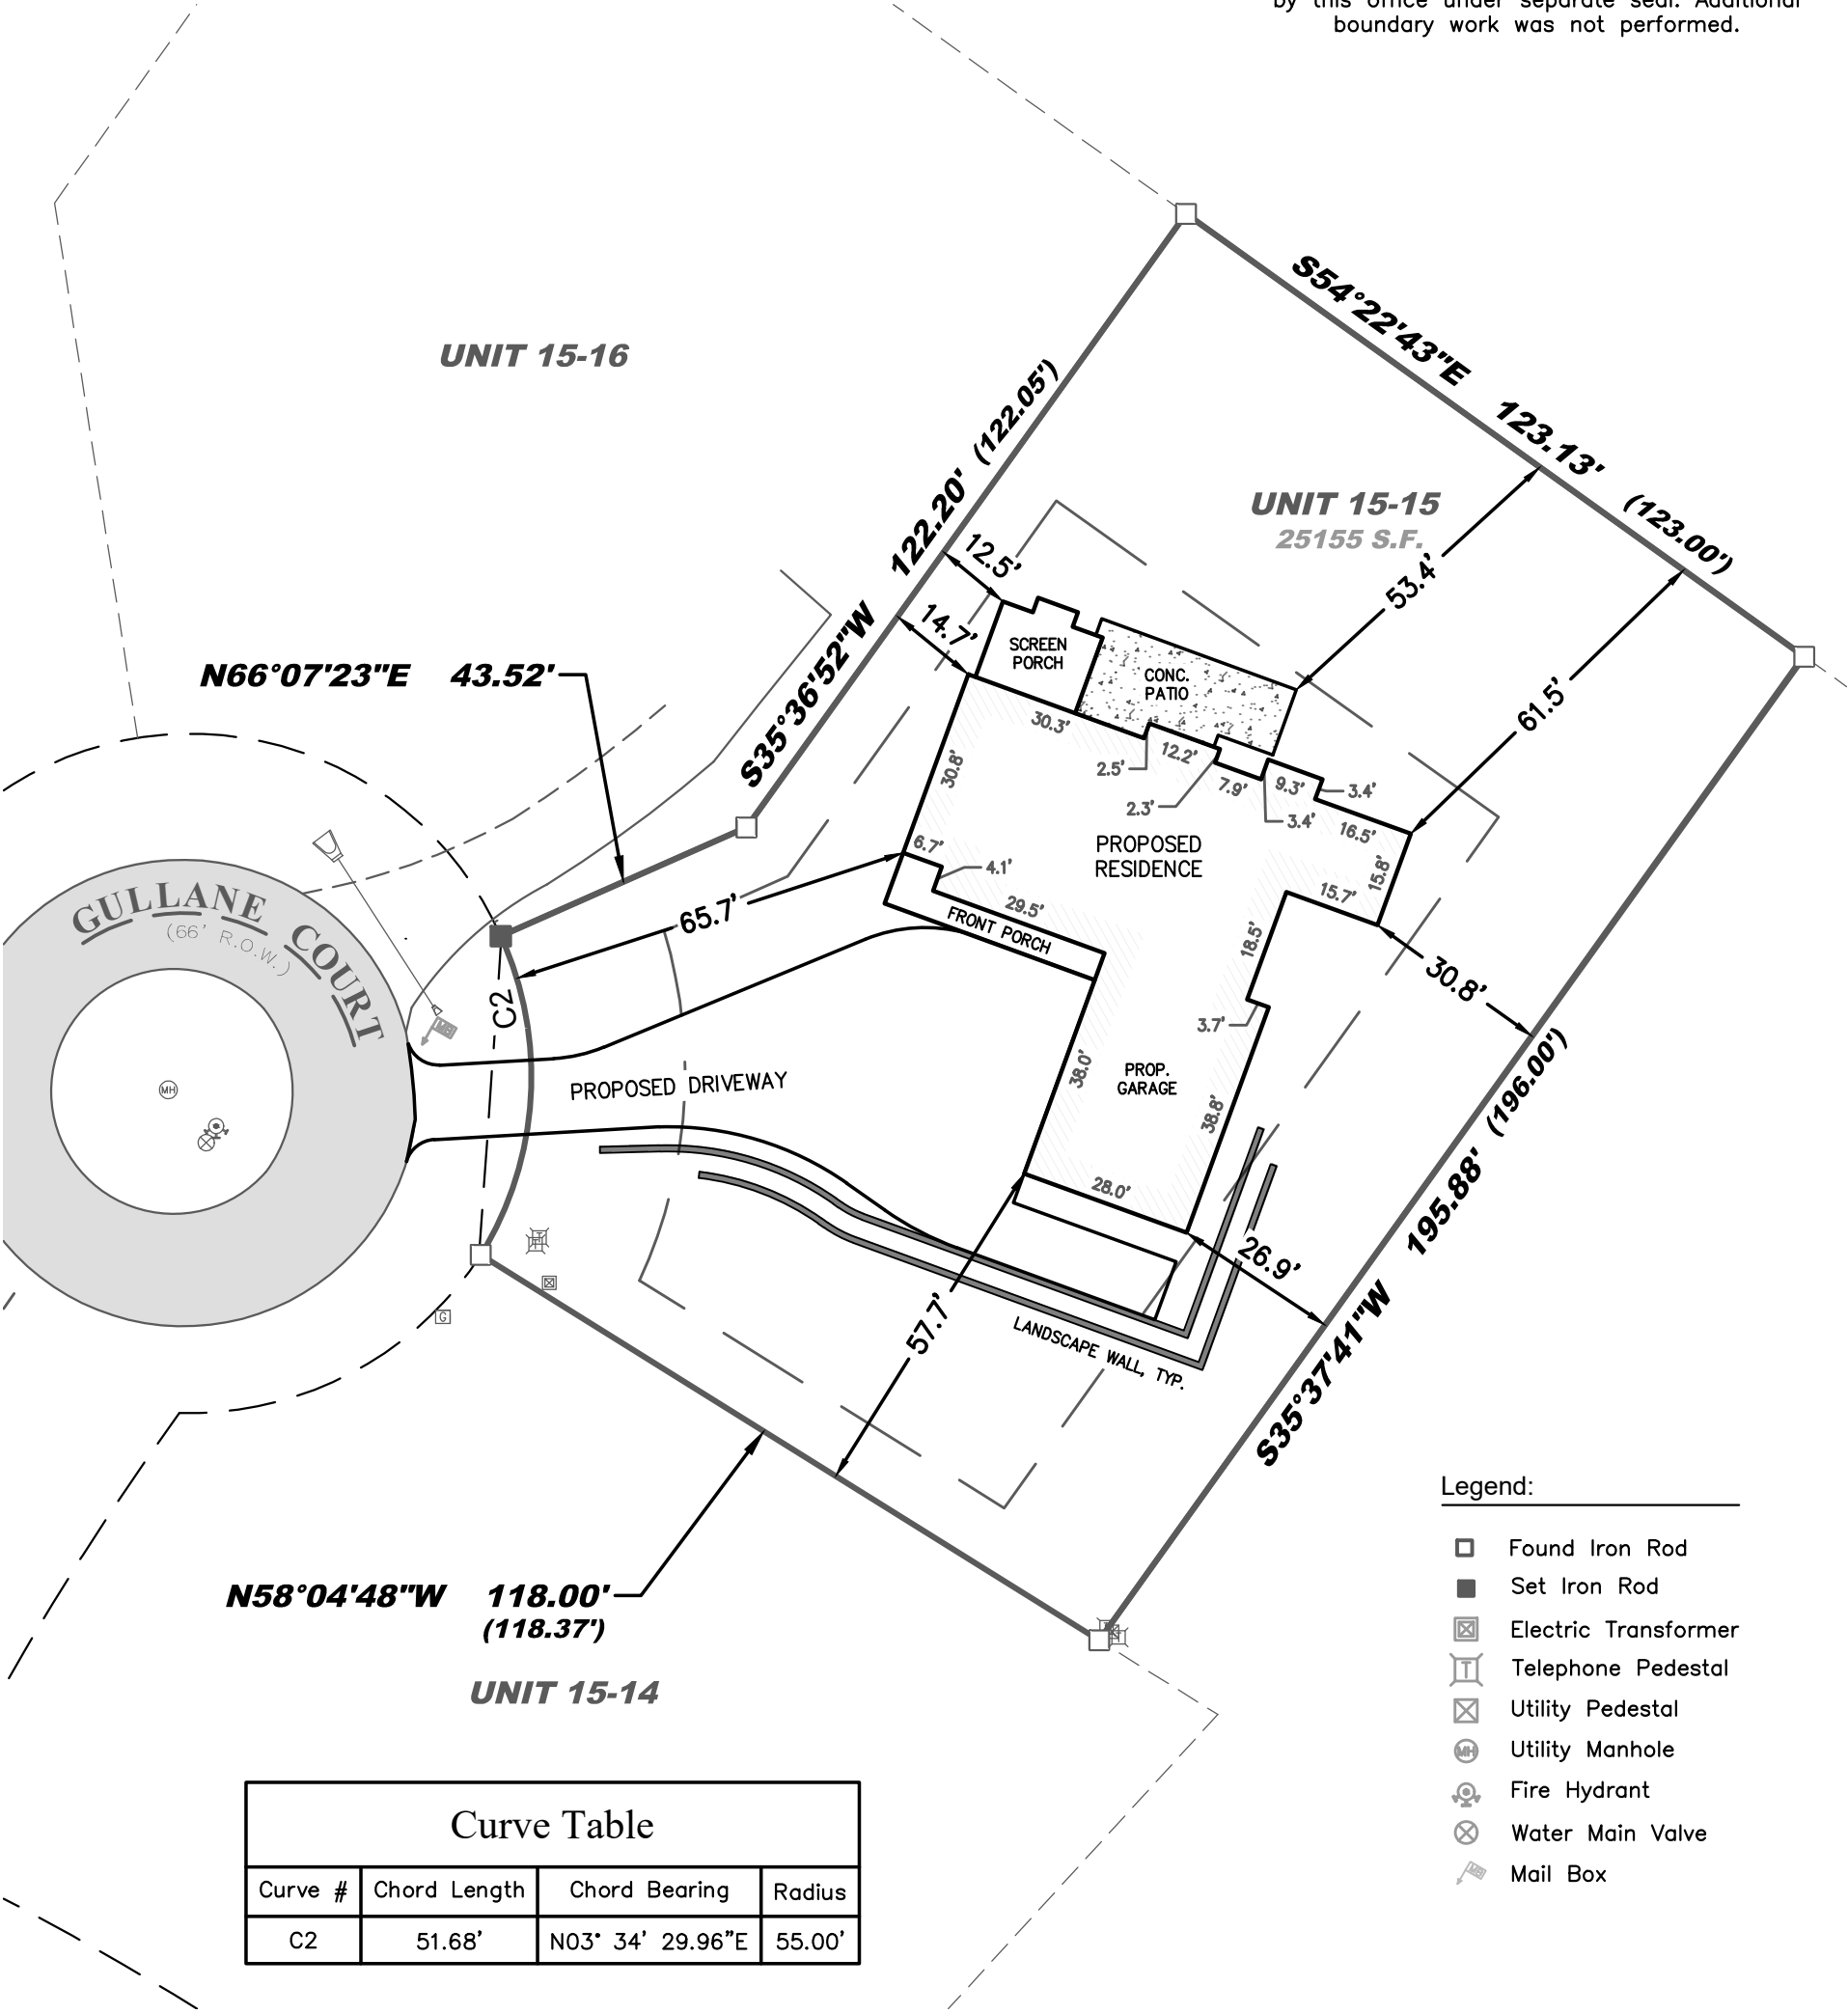 by this office under separate seal. Additional
boundary work was not performed.
UNIT 15-16
S54°22'43"E 123.13' (123.00')
S35°36'52"W 122.20' (122.05')
UNIT 15-15
25155 S.F.
12.5'
14.7'
53.4'
61.5'
N66°07'23"E 43.52'
SCREEN
PORCH
CONC.
PATIO
30.3'
2.5'
12.2'
2.3'
7.9'
9.3'
3.4'
3.4'
16.5'
15.8'
15.7'
30.8'
6.7'
4.1'
29.5'
PROPOSED
RESIDENCE
FRONT PORCH
65.7'
18.5'
3.7'
30.8'
GULLANE COURT
(66' R.O.W.)
C2
MB
MH
PROPOSED DRIVEWAY
38.0'
PROP.
GARAGE
38.8'
28.0'
26.9'
57.7'
T
G
LANDSCAPE WALL, TYP.
S35°37'41"W 195.88' (196.00')
N58°04'48"W 118.00'
(118.37')
T
UNIT 15-14
Legend:
Found Iron Rod
Set Iron Rod
Electric Transformer
T Telephone Pedestal
Utility Pedestal
MH Utility Manhole
Fire Hydrant
Water Main Valve
MB Mail Box
Curve Table
Curve # Chord Length Chord Bearing Radius
C2 51.68' N03° 34' 29.96"E 55.00'